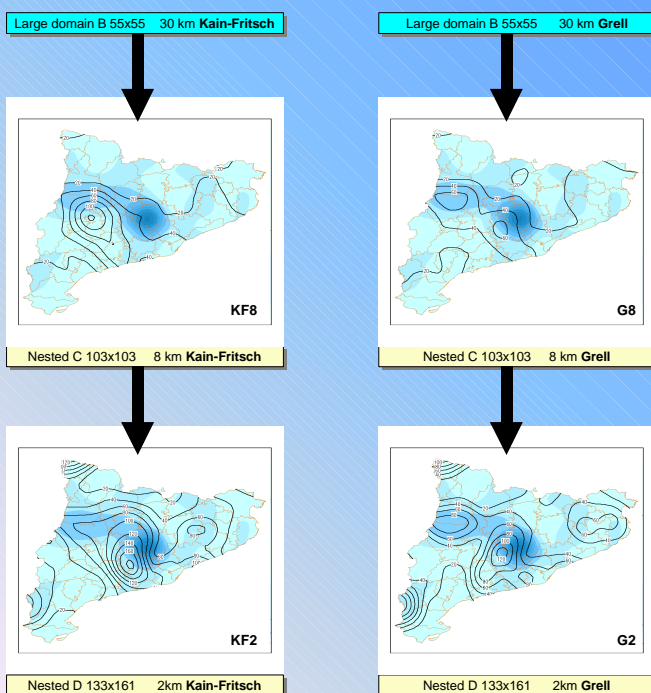 Large domain B 55x55 30 km Kain-Fritsch
Large domain B 55x55 30 km Grell
KF8
G8
Nested C 103x103 8 km Kain-Fritsch
Nested C 103x103 8 km Grell
KF2
G2
Nested D 133x161 2km Kain-Fritsch
Nested D 133x161 2km Grell